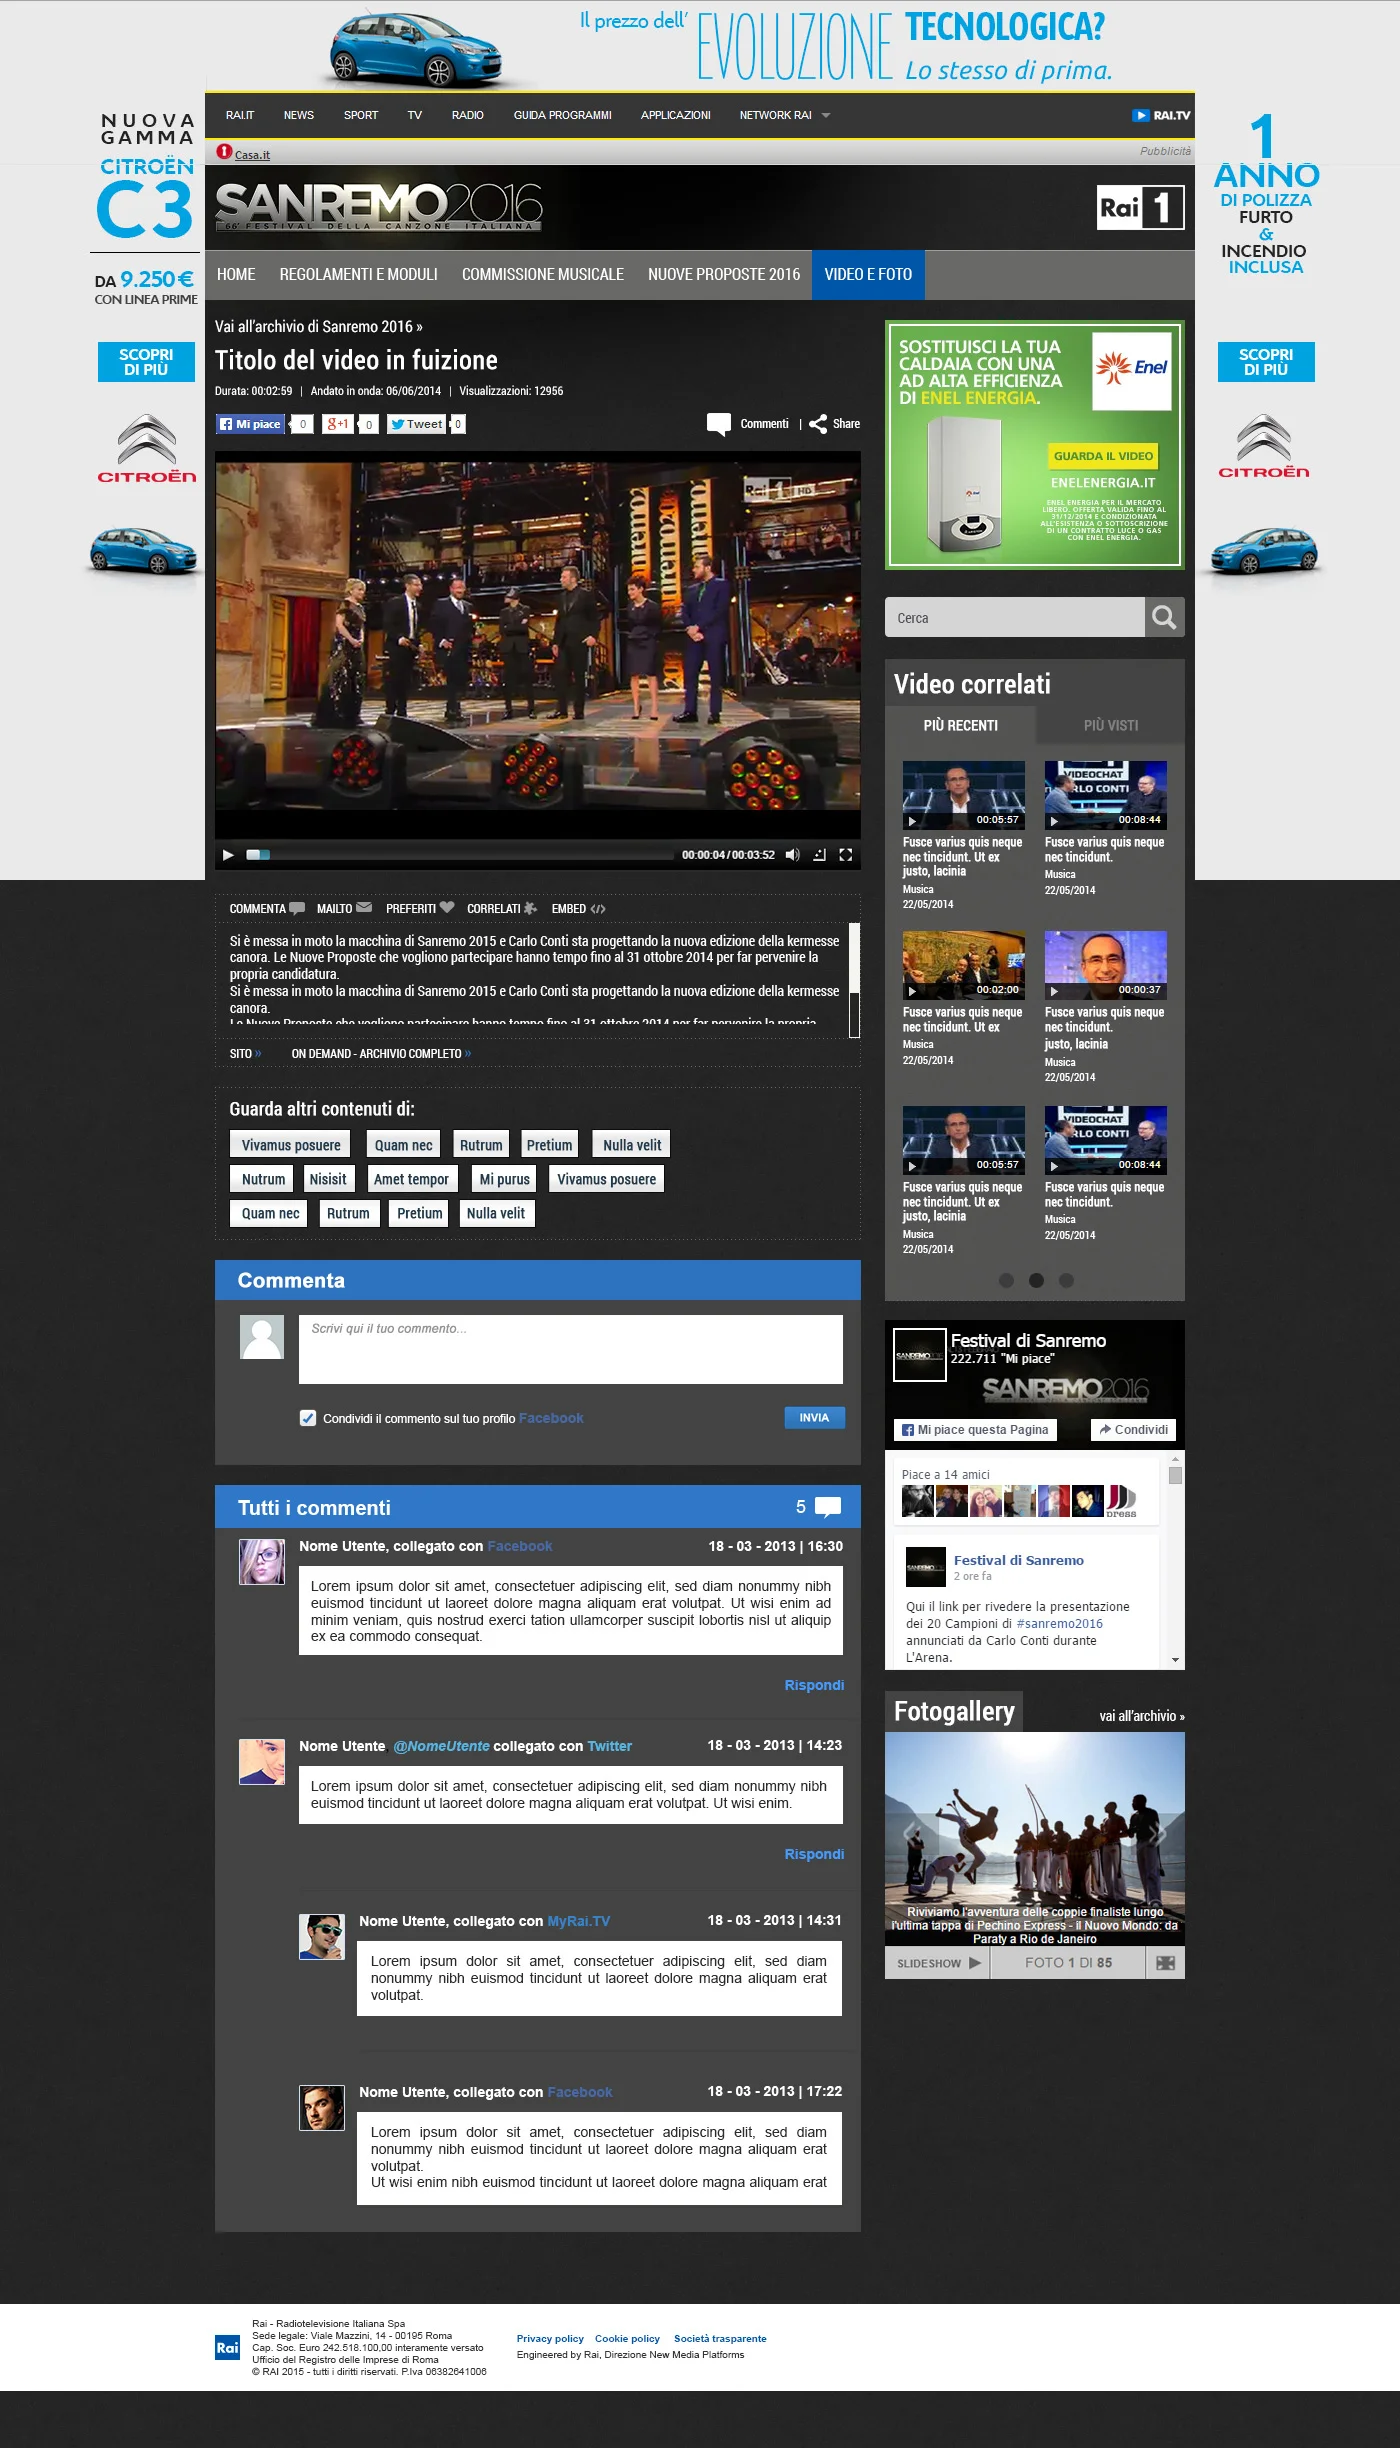 Il prezzo dell' EVOLUZIONE TECNOLOGICA?
Lo stesso di prima.
NUOVA
GAMMA
CITROËN
C3
DA 9.250€
CON LINEA PRIME
SCOPRI
DI PIÙ
CITROËN
1
ANNO
DI POLIZZA
FURTO
&
INCENDIO
INCLUSA
SCOPRI
DI PIÙ
CITROËN
RAI.IT NEWS SPORT TV RADIO GUIDA PROGRAMMI APPLICAZIONI NETWORK RAI RAI.TV
Casa.it Pubblicità
SANREMO2016
66° FESTIVAL DELLA CANZONE ITALIANA
Rai 1
HOME REGOLAMENTI E MODULI COMMISSIONE MUSICALE NUOVE PROPOSTE 2016 VIDEO E FOTO
Vai all'archivio di Sanremo 2016 »
Titolo del video in fuizione
Durata: 00:02:59 | Andato in onda: 06/06/2014 | Visualizzazioni: 12956
Mi piace 0 g+1 0 Tweet 0 Commenti | Share
Rai 1 HD
sanremo2015
00:00:04/00:03:52
COMMENTA MAILTO PREFERITI CORRELATI EMBED
Si è messa in moto la macchina di Sanremo 2015 e Carlo Conti sta progettando la nuova edizione della kermesse
canora. Le Nuove Proposte che vogliono partecipare hanno tempo fino al 31 ottobre 2014 per far pervenire la
propria candidatura.
Si è messa in moto la macchina di Sanremo 2015 e Carlo Conti sta progettando la nuova edizione della kermesse
canora.
Le Nuove Proposte che vogliono partecipare hanno tempo fino al 31 ottobre 2014 per far pervenire la propria
SITO » ON DEMAND - ARCHIVIO COMPLETO »
Guarda altri contenuti di:
Vivamus posuere Quam nec Rutrum Pretium Nulla velit
Nutrum Nisisit Amet tempor Mi purus Vivamus posuere
Quam nec Rutrum Pretium Nulla velit
Commenta
Scrivi qui il tuo commento...
Condividi il commento sul tuo profilo Facebook INVIA
Tutti i commenti 5
Nome Utente, collegato con Facebook 18 - 03 - 2013 | 16:30
Lorem ipsum dolor sit amet, consectetuer adipiscing elit, sed diam nonummy nibh
euismod tincidunt ut laoreet dolore magna aliquam erat volutpat. Ut wisi enim ad
minim veniam, quis nostrud exerci tation ullamcorper suscipit lobortis nisl ut aliquip
ex ea commodo consequat.
Rispondi
Nome Utente, @NomeUtente collegato con Twitter 18 - 03 - 2013 | 14:23
Lorem ipsum dolor sit amet, consectetuer adipiscing elit, sed diam nonummy nibh
euismod tincidunt ut laoreet dolore magna aliquam erat volutpat. Ut wisi enim.
Rispondi
Nome Utente, collegato con MyRai.TV 18 - 03 - 2013 | 14:31
Lorem ipsum dolor sit amet, consectetuer adipiscing elit, sed diam
nonummy nibh euismod tincidunt ut laoreet dolore magna aliquam erat
volutpat.
Nome Utente, collegato con Facebook 18 - 03 - 2013 | 17:22
Lorem ipsum dolor sit amet, consectetuer adipiscing elit, sed diam
nonummy nibh euismod tincidunt ut laoreet dolore magna aliquam erat
volutpat.
Ut wisi enim nibh euismod tincidunt ut laoreet dolore magna aliquam erat
SOSTITUISCI LA TUA
CALDAIA CON UNA
AD ALTA EFFICIENZA
DI ENEL ENERGIA.
Enel
GUARDA IL VIDEO
ENELENERGIA.IT
ENEL ENERGIA PER IL MERCATO
LIBERO. OFFERTA VALIDA FINO AL
31/12/2014 E CONDIZIONATA
ALL'ESISTENZA O SOTTOSCRIZIONE
DI UN CONTRATTO LUCE O GAS
CON ENEL ENERGIA.
Cerca
Video correlati
PIÙ RECENTI PIÙ VISTI
00:05:57
Fusce varius quis neque
nec tincidunt. Ut ex
justo, lacinia
Musica
22/05/2014
VIDEOCHAT
RLO CONTI
00:08:44
Fusce varius quis neque
nec tincidunt.
Musica
22/05/2014
00:02:00
Fusce varius quis neque
nec tincidunt. Ut ex
Musica
22/05/2014
00:00:37
Fusce varius quis neque
nec tincidunt.
justo, lacinia
Musica
22/05/2014
00:05:57
Fusce varius quis neque
nec tincidunt. Ut ex
justo, lacinia
Musica
22/05/2014
VIDEOCHAT
RLO CONTI
00:08:44
Fusce varius quis neque
nec tincidunt.
Musica
22/05/2014
SANREMO
Festival di Sanremo
222.711 "Mi piace"
SANREMO2016
Mi piace questa Pagina Condividi
Piace a 14 amici
press
Festival di Sanremo
2 ore fa
Qui il link per rivedere la presentazione
dei 20 Campioni di #sanremo2016
annunciati da Carlo Conti durante
L'Arena.
Fotogallery vai all'archivio »
Riviviamo l'avventura delle coppie finaliste lungo
l'ultima tappa di Pechino Express - il Nuovo Mondo: da
Paraty a Rio de Janeiro
SLIDESHOW FOTO 1 DI 85
Rai
Rai - Radiotelevisione Italiana Spa
Sede legale: Viale Mazzini, 14 - 00195 Roma
Cap. Soc. Euro 242.518.100,00 interamente versato
Ufficio del Registro delle Imprese di Roma
© RAI 2015 - tutti i diritti riservati. P.Iva 06382641006
Privacy policy Cookie policy Società trasparente
Engineered by Rai, Direzione New Media Platforms